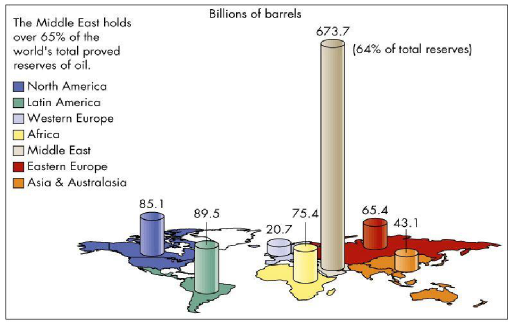 Billions of barrels
The Middle East holds
over 65% of the
world's total proved
reserves of oil.
North America
Latin America
Western Europe
Africa
Middle East
Eastern Europe
Asia & Australasia
673.7
(64% of total reserves)
85.1
89.5
20.7
75.4
65.4
43.1